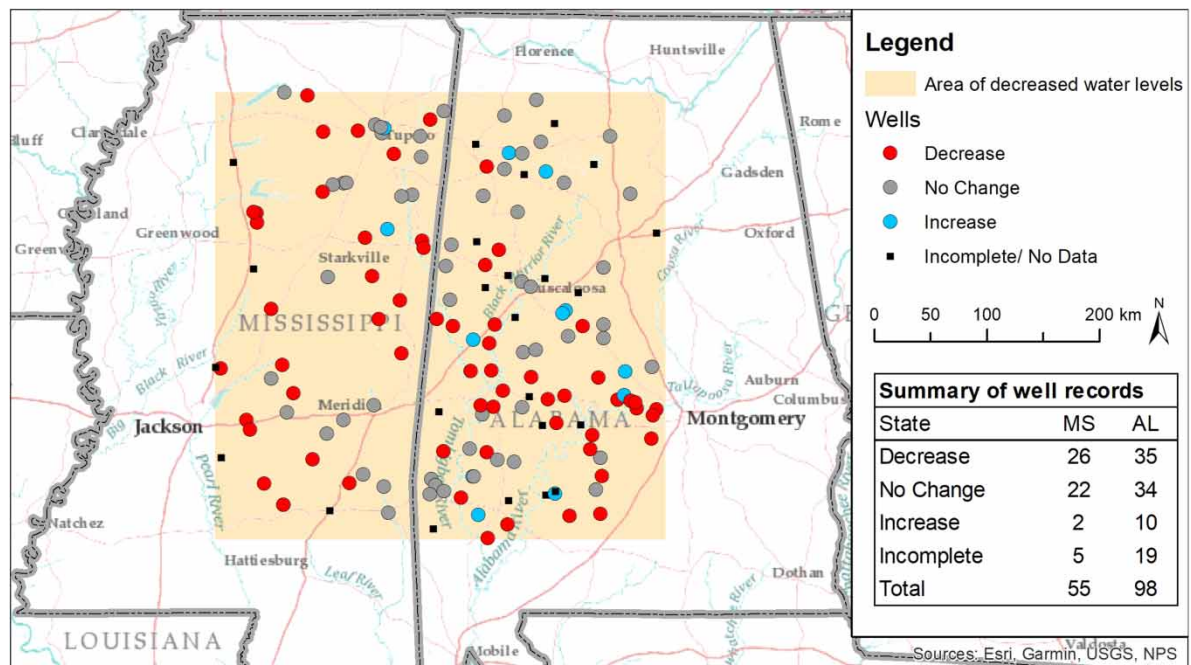 Florence
Huntsville
Rome
Tupelo
Gadsden
Greenwood
Oxford
Coosa River
Starkville
Black Warrior River
Tuscaloosa
MISSISSIPPI
Black River
Big
Tallapoosa River
Auburn
Columbus
Meridi
ALABAMA
Jackson
Montgomery
Pearl River
River
Natchez
Alabama River
Hattiesburg
Leaf River
Dothan
LOUISIANA
Mobile
Valdosta
Legend
Area of decreased water levels
Wells
Decrease
No Change
Increase
Incomplete/ No Data
N
0 50 100 200 km
Summary of well records
State MS AL
Decrease 26 35
No Change 22 34
Increase 2 10
Incomplete 5 19
Total 55 98
Sources: Esri, Garmin, USGS, NPS